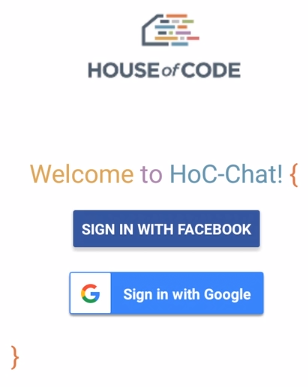 HOUSE of CODE
Welcome to HoC-Chat! {
SIGN IN WITH FACEBOOK
G Sign in with Google
}